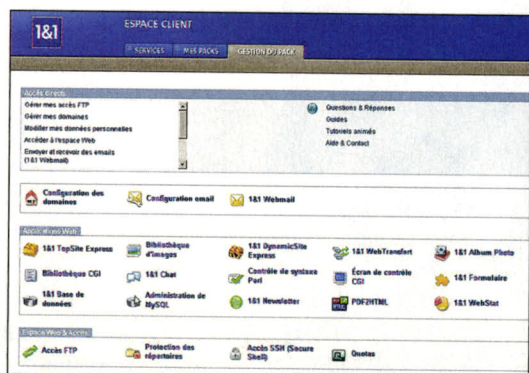 1&1
ESPACE CLIENT
SERVICES MES PACKS GESTION DU PACK
Accès directs
Gérer mes accès FTP
Gérer mes domaines
Modifier mes données personnelles
Accéder à l'espace Web
Envoyer et recevoir des emails
(1&1 Webmail)
Questions & Réponses
Guides
Tutoriels animés
Aide & Contact
Configuration des domaines
Configuration email
1&1 Webmail
Applications Web
1&1 TopSite Express
Bibliothèque d'images
1&1 DynamicSite Express
1&1 WebTransfert
1&1 Album Photo
Bibliothèque CGI
1&1 Chat
Contrôle de syntaxe Perl
Écran de contrôle CGI
1&1 Formulaire
1&1 Base de données
Administration de MySQL
1&1 Newsletter
PDF2HTML
1&1 WebStat
Espace Web & Accès
Accès FTP
Protection des répertoires
Accès SSH (Secure Shell)
Quotas